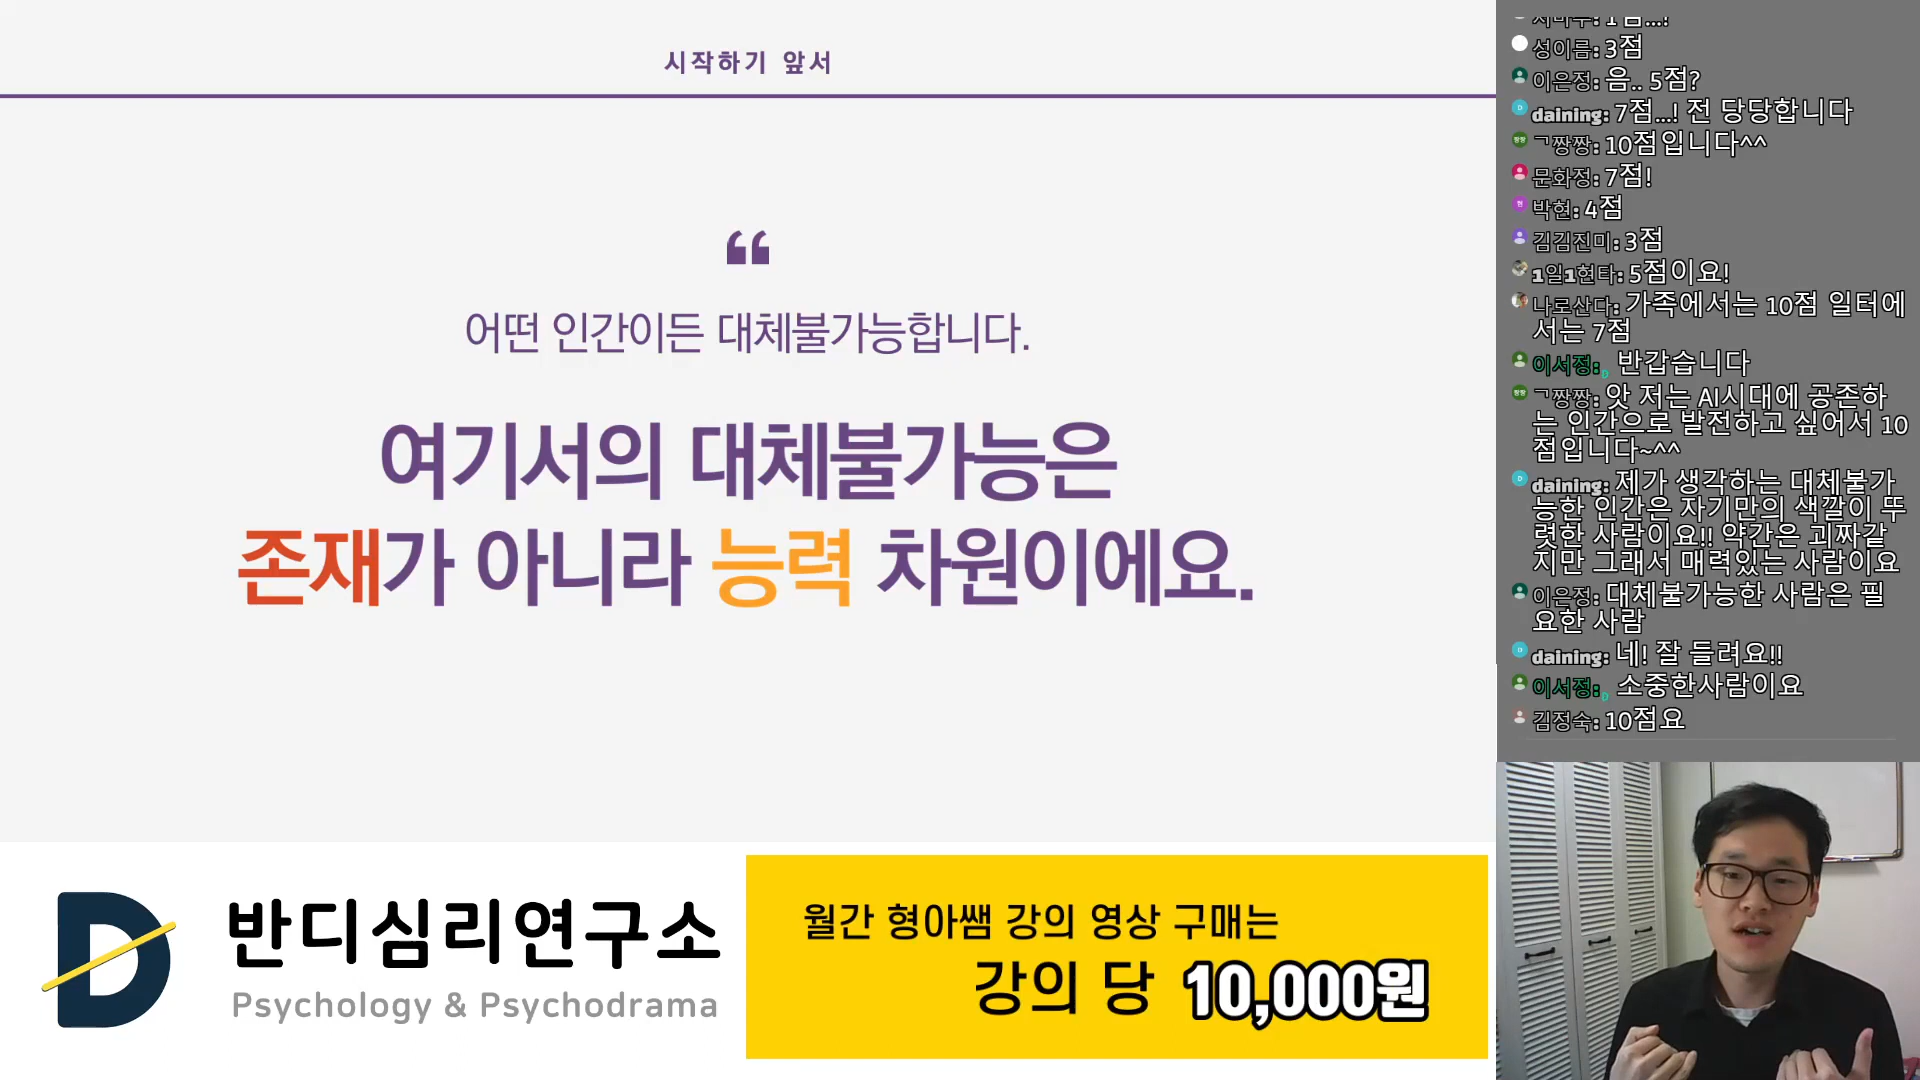 시작하기 앞서
“
어떤 인간이든 대체불가능합니다.
여기서의 대체불가능은
존재가 아니라 능력 차원이에요.
반디심리연구소
Psychology & Psychodrama
월간 형아쌤 강의 영상 구매는
강의 당 10,000원
성이름: 3점
이은정: 음.. 5점?
daining: 7점...! 전 당당합니다
ㄱ짱짱: 10점입니다^^
문화정: 7점!
박현: 4점
김김진미: 3점
1일1현타: 5점이요!
나로산다: 가족에서는 10점 일터에
서는 7점
이서정: 반갑습니다
ㄱ짱짱: 앗 저는 AI시대에 공존하
는 인간으로 발전하고 싶어서 10
점입니다~^^
daining: 제가 생각하는 대체불가
능한 인간은 자기만의 색깔이 뚜
렷한 사람이요!! 약간은 괴짜같
지만 그래서 매력있는 사람이요
이은정: 대체불가능한 사람은 필
요한 사람
daining: 네! 잘 들려요!!
이서정: 소중한사람이요
김정숙: 10점요